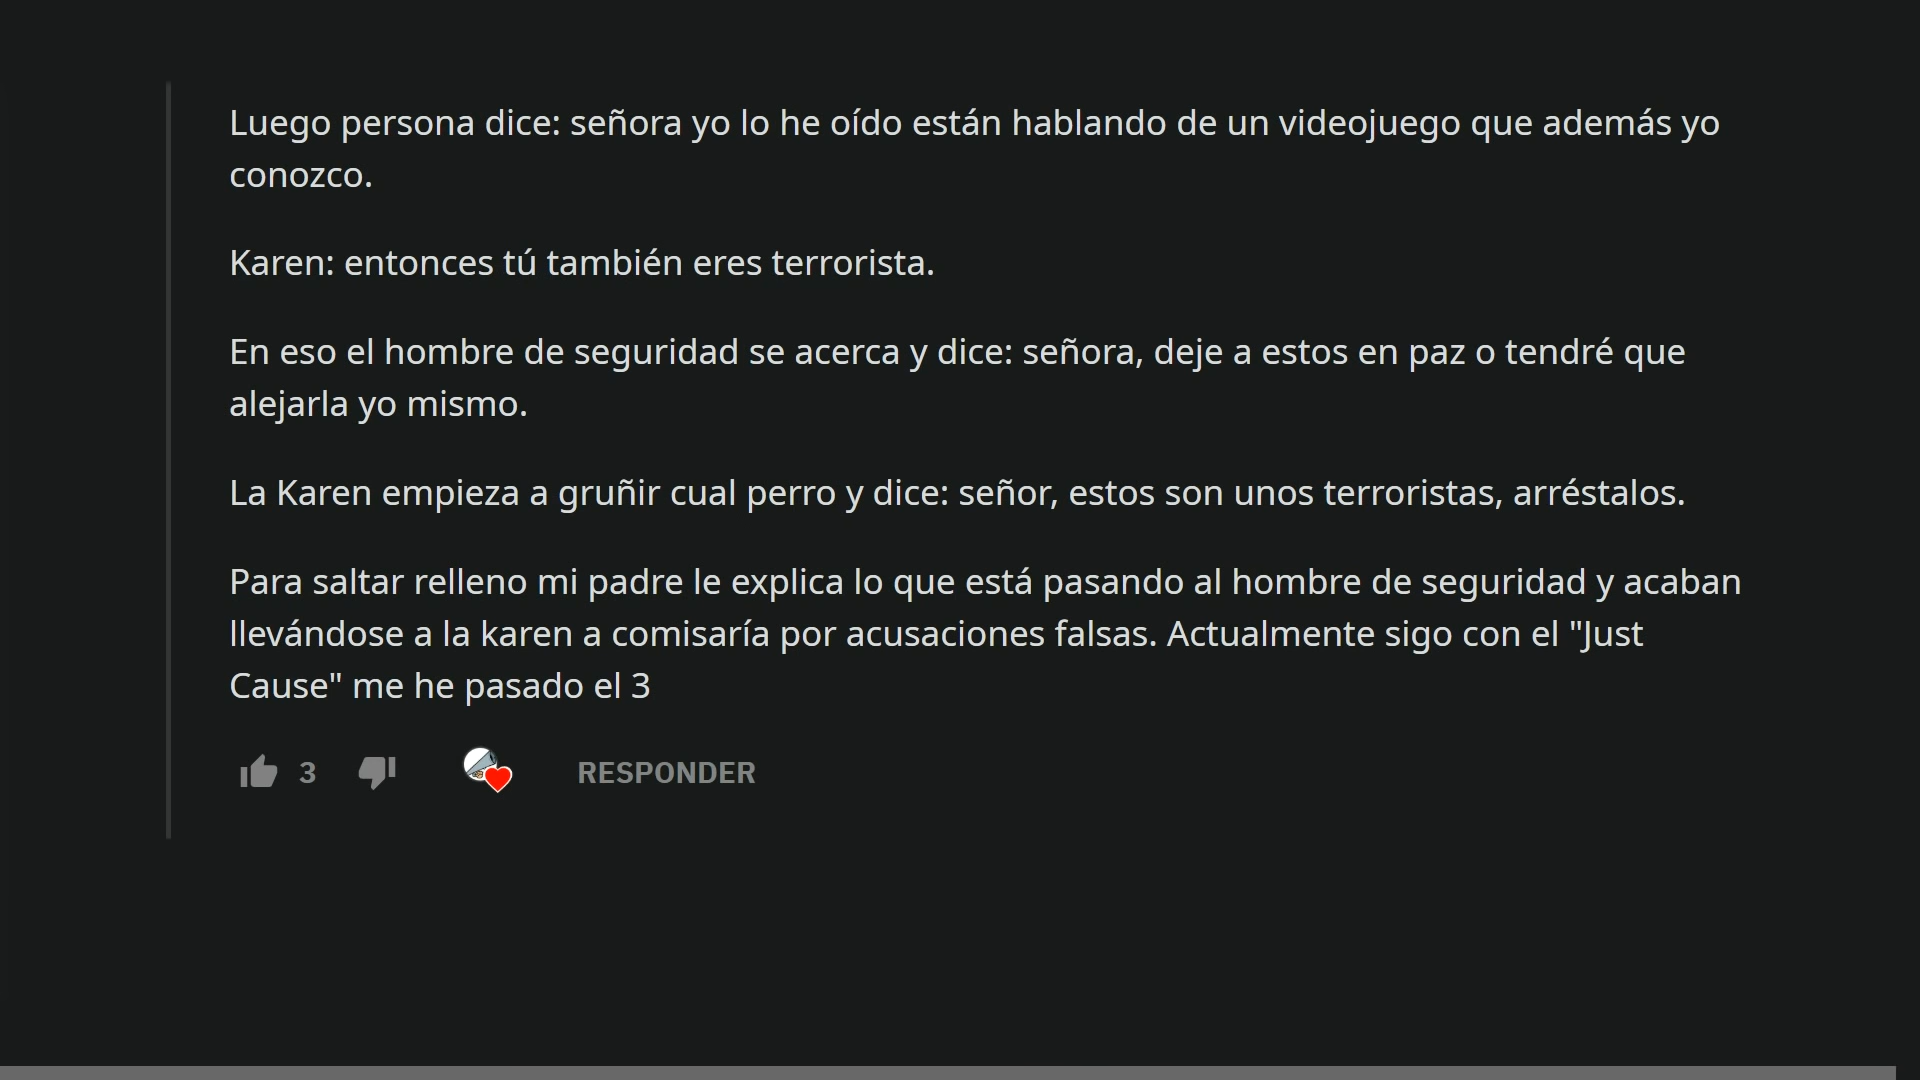 Luego persona dice: señora yo lo he oído están hablando de un videojuego que además yo
conozco.
Karen: entonces tú también eres terrorista.
En eso el hombre de seguridad se acerca y dice: señora, deje a estos en paz o tendré que
alejarla yo mismo.
La Karen empieza a gruñir cual perro y dice: señor, estos son unos terroristas, arréstalos.
Para saltar relleno mi padre le explica lo que está pasando al hombre de seguridad y acaban
llevándose a la karen a comisaría por acusaciones falsas. Actualmente sigo con el "Just
Cause" me he pasado el 3
3 RESPONDER